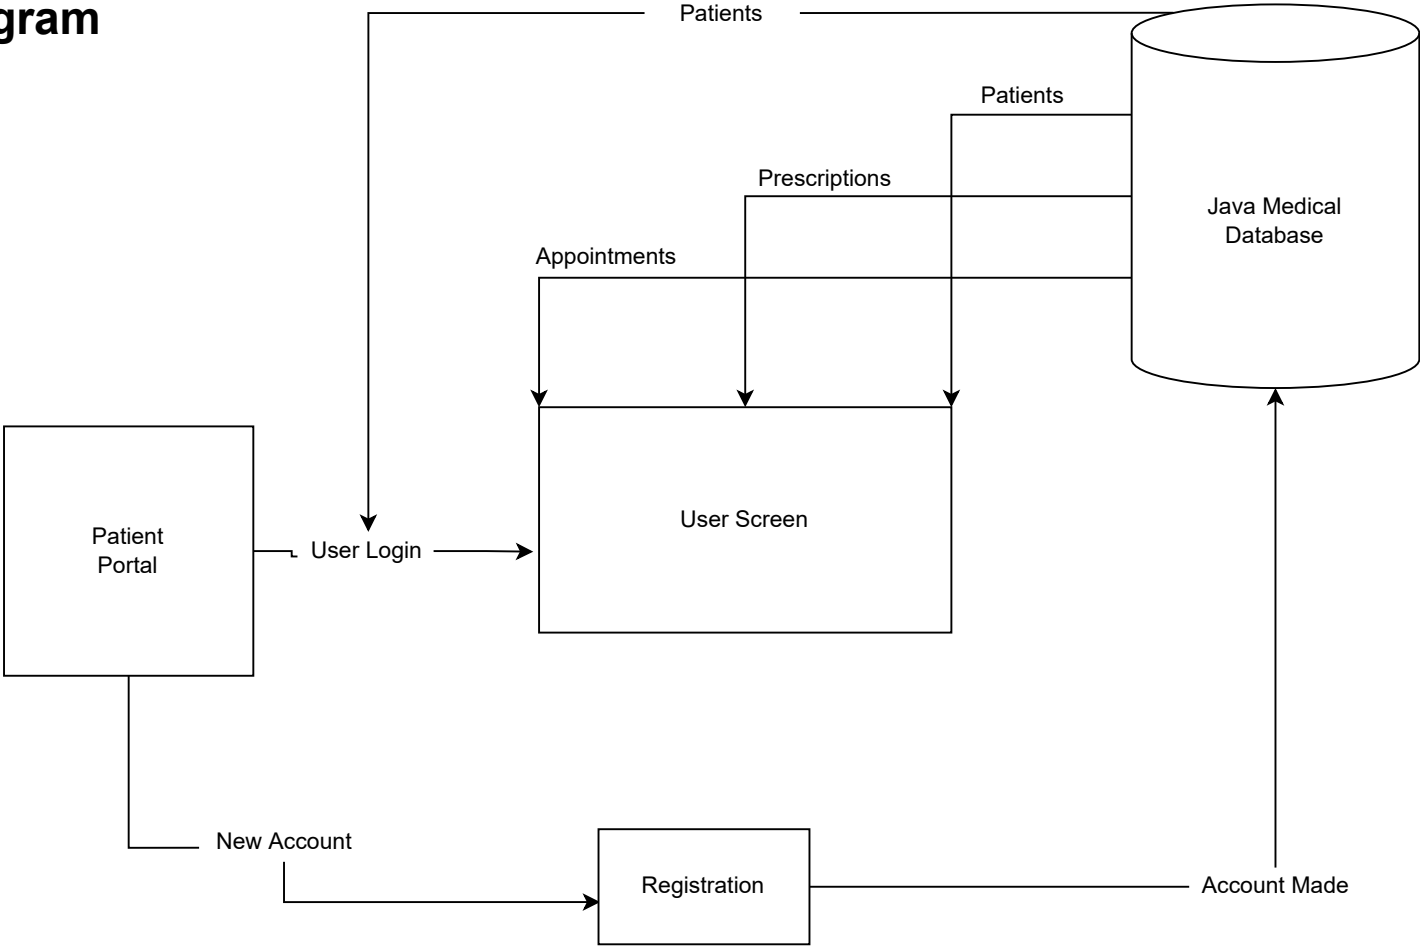 gram
Patients
Patients
Prescriptions
Java Medical
Database
Appointments
User Screen
Patient
Portal
User Login
New Account
Registration
Account Made